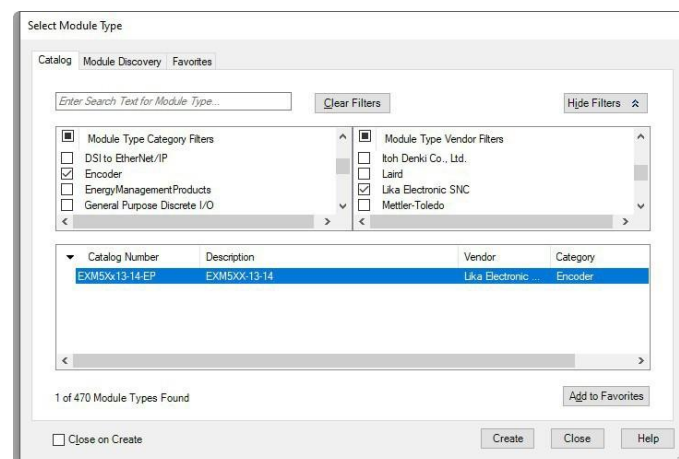 Select Module Type
Catalog Module Discovery Favorites
Enter Search Text for Module Type...
Clear Filters
Hide Filters
Module Type Category Filters
DSI to EtherNet/IP
Encoder
EnergyManagementProducts
General Purpose Discrete I/O
Module Type Vendor Filters
Itoh Denki Co., Ltd.
Laird
Lika Electronic SNC
Mettler-Toledo
Catalog Number Description Vendor Category
EXM5Xx13-14-EP EXM5XX-13-14 Lika Electronic ... Encoder
1 of 470 Module Types Found
Add to Favorites
Close on Create
Create Close Help